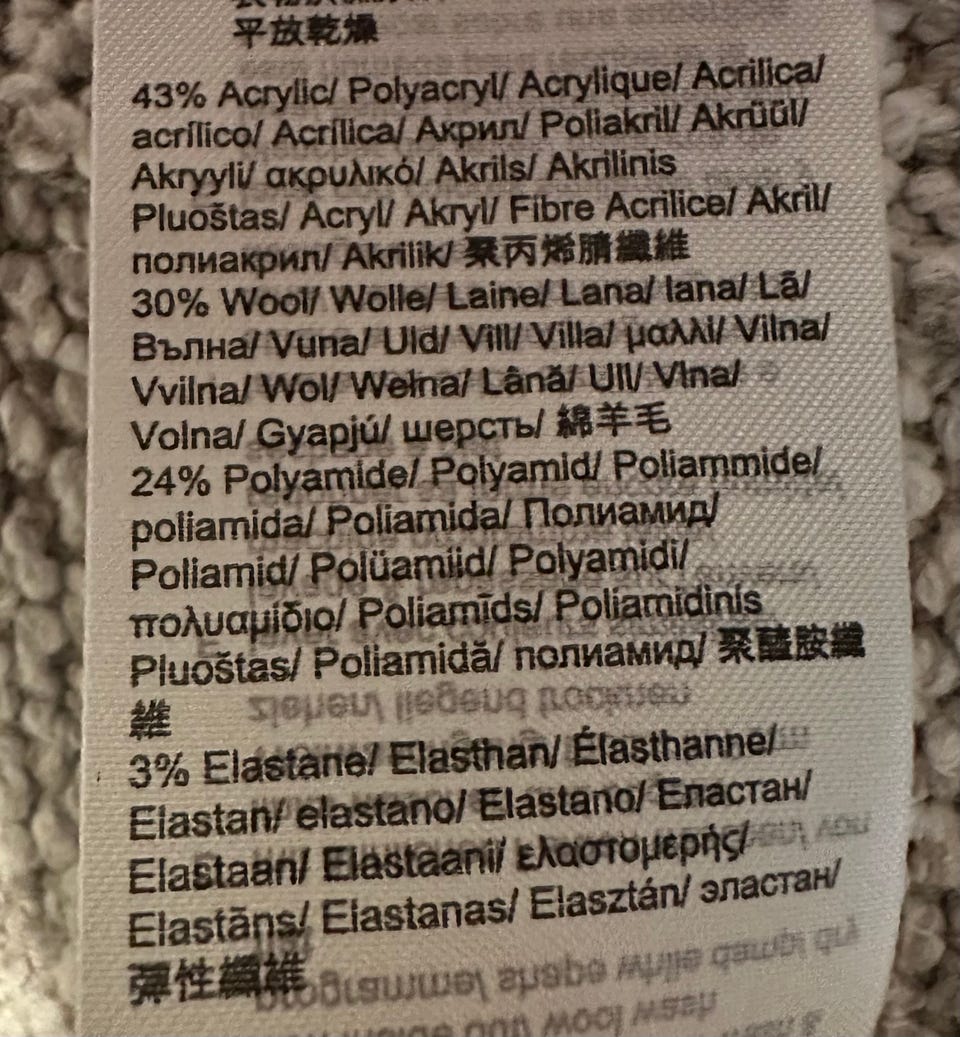 平放乾燥
43% Acrylic/ Polyacryl/ Acrylique/ Acrilica/
acrílico/ Acrílica/ Акрил/ Poliakril/ Akrüül/
Akryyli/ ακρυλικό/ Akrils/ Akrilinis
Pluoštas/ Acryl/ Akryl/ Fibre Acrilice/ Akril/
полиакрил/ Akrilik/ 聚丙烯腈纖維
30% Wool/ Wolle/ Laine/ Lana/ lana/ Lã/
Вълна/ Vuna/ Uld/ Vill/ Villa/ μαλλί/ Vilna/
Vvilna/ Wol/ Wełna/ Lână/ Ull/ Vlna/
Volna/ Gyapjú/ шерсть/ 綿羊毛
24% Polyamide/ Polyamid/ Poliammide/
poliamida/ Poliamida/ Полиамид/
Poliamid/ Polüamiid/ Polyamidi/
πολυαμίδιο/ Poliamīds/ Poliamidinis
Pluoštas/ Poliamidă/ полиамид/ 聚醯胺纖
維
3% Elastane/ Elasthan/ Élasthanne/
Elastan/ elastano/ Elastano/ Еластан/
Elastaan/ Elastaani/ ελαστομερής/
Elastāns/ Elastanas/ Elasztán/ эластан/
彈性纖維